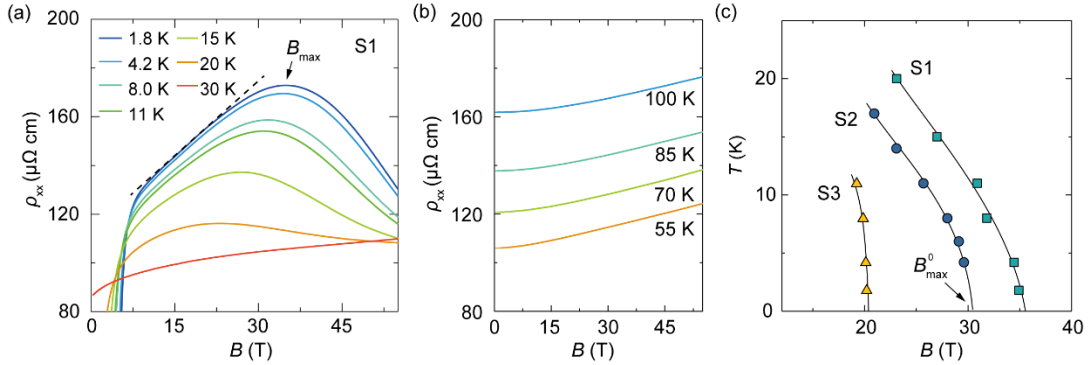 (a)
200
160
120
80
ρxx (μΩ cm)
1.8 K
15 K
4.2 K
20 K
8.0 K
30 K
11 K
S1
Bmax
0
15
30
45
B (T)
(b)
200
160
120
80
ρxx (μΩ cm)
100 K
85 K
70 K
55 K
0
15
30
45
B (T)
(c)
20
10
0
T (K)
S1
S2
S3
B⁰max
20
30
40
B (T)